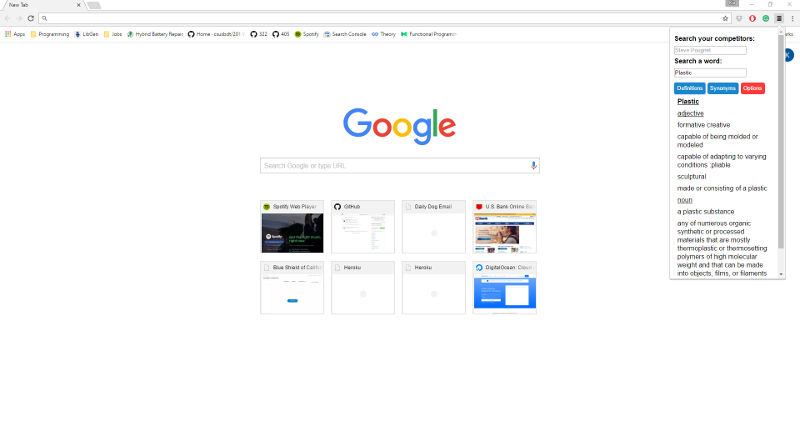 New Tab
Apps Programming LibGen Jobs Hybrid Battery Repair Home - csusbdt/201 322 405 Spotify Search Console Theory Functional Program
Search your competitors:
Steve Pougnet
Search a word:
Plastic
Definitions Synonyms Options
Plastic
adjective
formative creative
capable of being molded or
modeled
capable of adapting to varying
conditions :pliable
sculptural
made or consisting of a plastic
noun
a plastic substance
any of numerous organic
synthetic or processed
materials that are mostly
thermoplastic or thermosetting
polymers of high molecular
weight and that can be made
into objects, films, or filaments
Google
Search Google or type URL
Spotify Web Player GitHub Daily Dog Email U.S. Bank Online Ba
Blue Shield of Califor Heroku Heroku DigitalOcean: Cloud